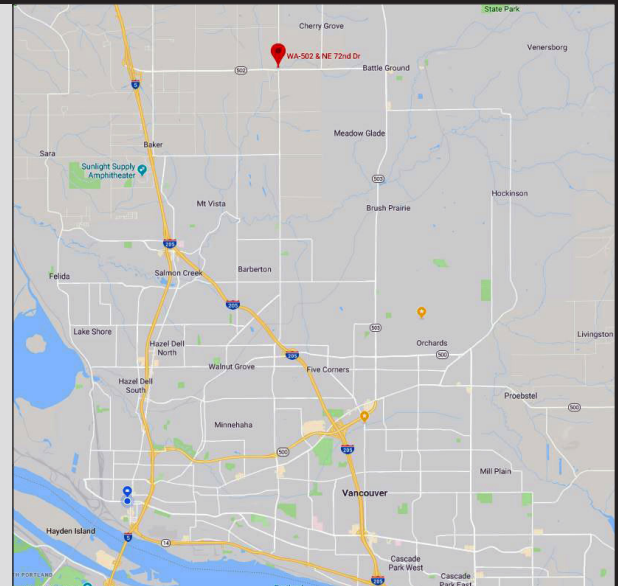 State Park
Cherry Grove
Venersborg
WA-502 & NE 72nd Dr
502
Battle Ground
5
Meadow Glade
Baker
Sara
Sunlight Supply
Amphitheater
503
Hockinson
Mt Vista
Brush Prairie
205
Salmon Creek
Barberton
Felida
205
Lake Shore
503
Livingston
Hazel Dell
North
Orchards
205
500
Walnut Grove
Five Corners
Hazel Dell
South
Proebstel
500
Minnehaha
500
205
Mill Plain
Vancouver
Hayden Island
5
14
Cascade
Park West
H PORTLAND
205
Cascade
Park East